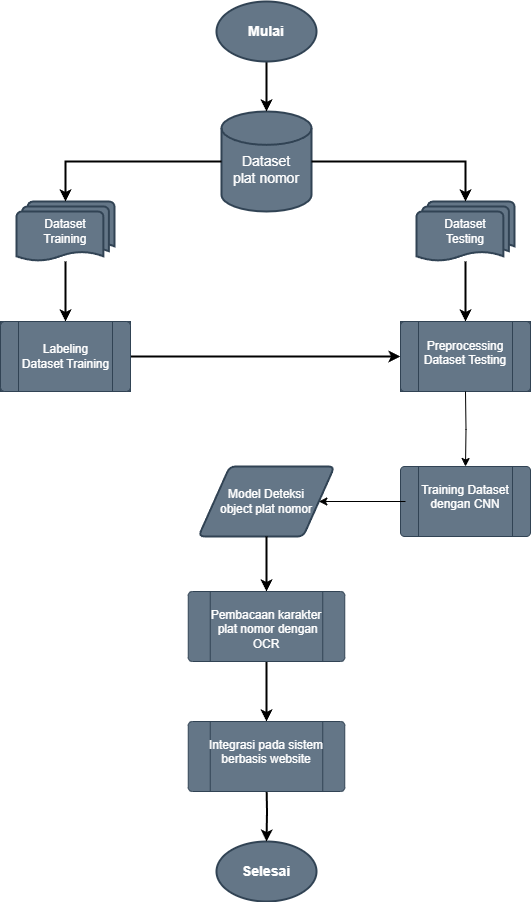 Mulai
Dataset
plat nomor
Dataset
Training
Dataset
Testing
Labeling
Dataset Training
Preprocessing
Dataset Testing
Model Deteksi
object plat nomor
Training Dataset
dengan CNN
Pembacaan karakter
plat nomor dengan
OCR
Integrasi pada sistem
berbasis website
Selesai